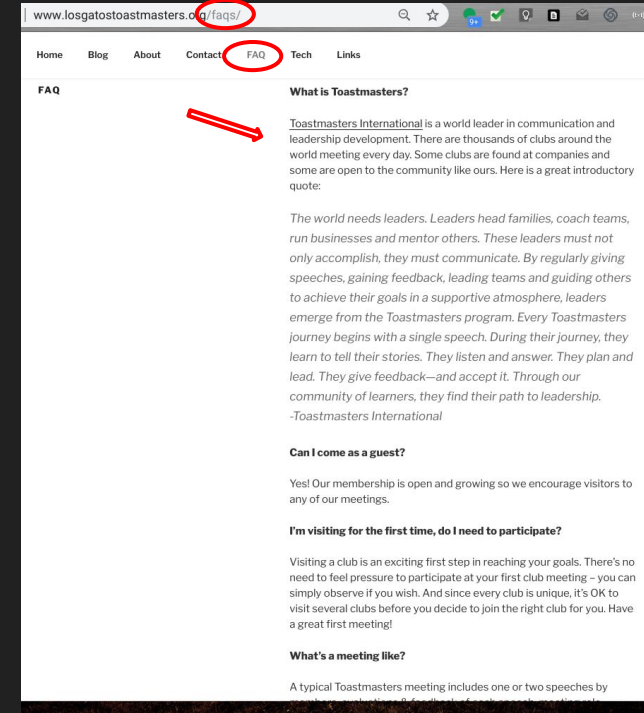 www.losgatostoastmasters.org/faqs/
9+
Home Blog About Contact FAQ Tech Links
FAQ
What is Toastmasters?
Toastmasters International is a world leader in communication and
leadership development. There are thousands of clubs around the
world meeting every day. Some clubs are found at companies and
some are open to the community like ours. Here is a great introductory
quote:
The world needs leaders. Leaders head families, coach teams,
run businesses and mentor others. These leaders must not
only accomplish, they must communicate. By regularly giving
speeches, gaining feedback, leading teams and guiding others
to achieve their goals in a supportive atmosphere, leaders
emerge from the Toastmasters program. Every Toastmasters
journey begins with a single speech. During their journey, they
learn to tell their stories. They listen and answer. They plan and
lead. They give feedback—and accept it. Through our
community of learners, they find their path to leadership.
-Toastmasters International
Can I come as a guest?
Yes! Our membership is open and growing so we encourage visitors to
any of our meetings.
I'm visiting for the first time, do I need to participate?
Visiting a club is an exciting first step in reaching your goals. There's no
need to feel pressure to participate at your first club meeting – you can
simply observe if you wish. And since every club is unique, it's OK to
visit several clubs before you decide to join the right club for you. Have
a great first meeting!
What's a meeting like?
A typical Toastmasters meeting includes one or two speeches by